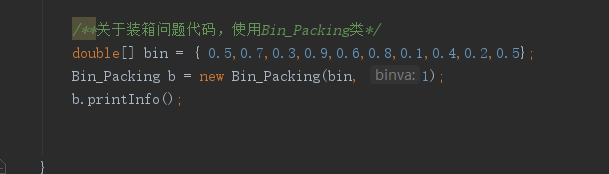 /**关于装箱问题代码，使用Bin_Packing类*/
double[] bin = { 0.5,0.7,0.3,0.9,0.6,0.8,0.1,0.4,0.2,0.5};
Bin_Packing b = new Bin_Packing(bin, binva: 1);
b.printInfo();
}